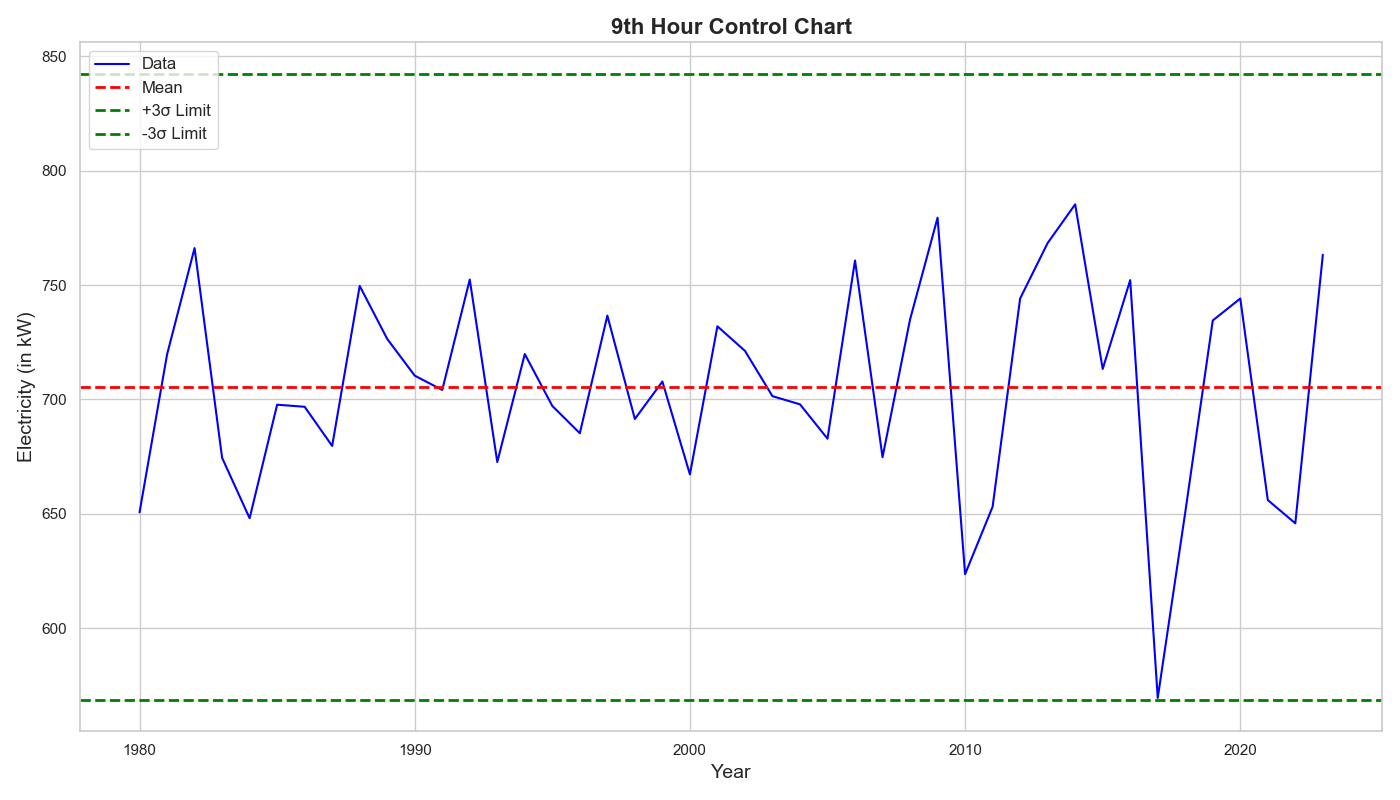 9th Hour Control Chart
Data
Mean
+3σ Limit
-3σ Limit
Electricity (in kW)
850
800
750
700
650
600
1980
1990
2000
2010
2020
Year